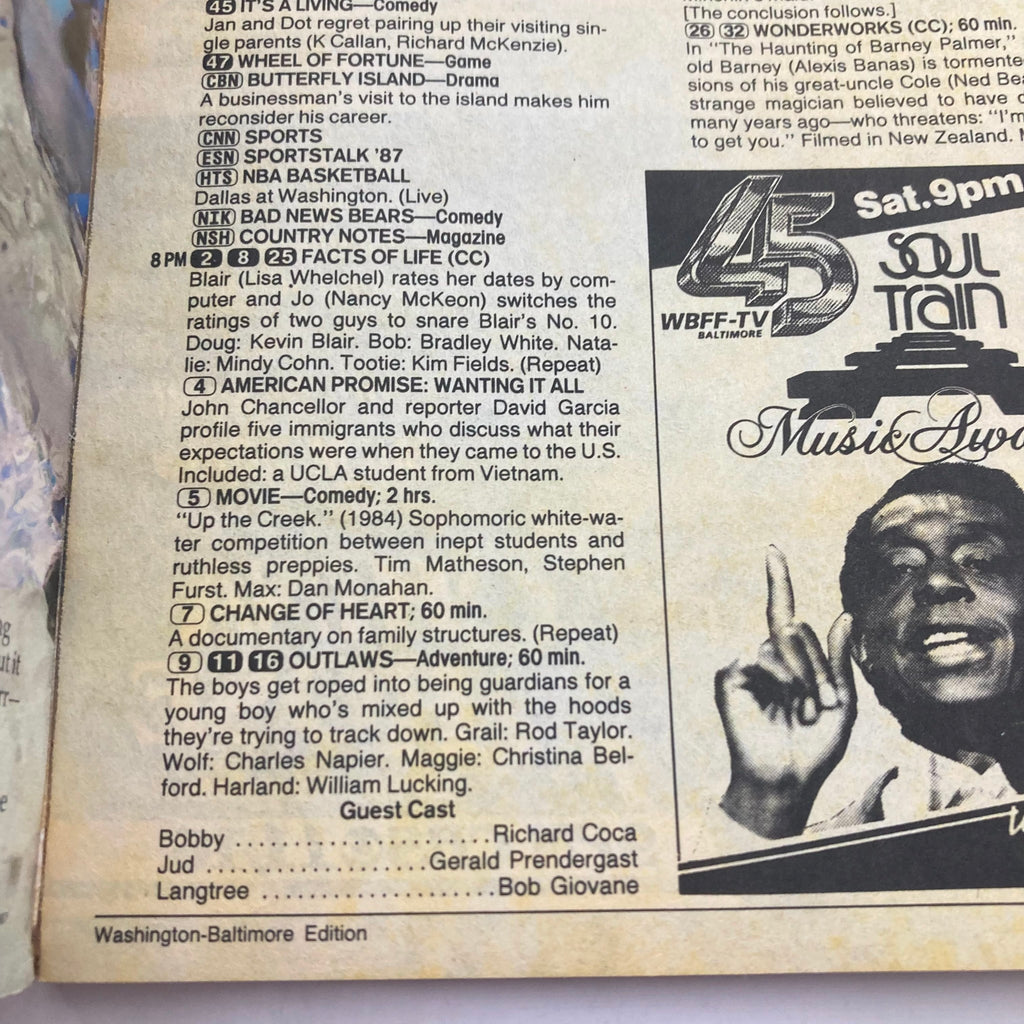 45 IT'S A LIVING—Comedy
Jan and Dot regret pairing up their visiting sin-
gle parents (K Callan, Richard McKenzie).
47 WHEEL OF FORTUNE—Game
CBN BUTTERFLY ISLAND—Drama
A businessman's visit to the island makes him
reconsider his career.
CNN SPORTS
ESN SPORTSTALK '87
HTS NBA BASKETBALL
Dallas at Washington. (Live)
NIK BAD NEWS BEARS—Comedy
NSH COUNTRY NOTES—Magazine
8 PM 2 8 25 FACTS OF LIFE (CC)
Blair (Lisa Whelchel) rates her dates by com-
puter and Jo (Nancy McKeon) switches the
ratings of two guys to snare Blair's No. 10.
Doug: Kevin Blair. Bob: Bradley White. Nata-
lie: Mindy Cohn. Tootie: Kim Fields. (Repeat)
4 AMERICAN PROMISE: WANTING IT ALL
John Chancellor and reporter David Garcia
profile five immigrants who discuss what their
expectations were when they came to the U.S.
Included: a UCLA student from Vietnam.
5 MOVIE—Comedy; 2 hrs.
"Up the Creek." (1984) Sophomoric white-wa-
ter competition between inept students and
ruthless preppies. Tim Matheson, Stephen
Furst. Max: Dan Monahan.
7 CHANGE OF HEART; 60 min.
A documentary on family structures. (Repeat)
9 11 16 OUTLAWS—Adventure; 60 min.
The boys get roped into being guardians for a
young boy who's mixed up with the hoods
they're trying to track down. Grail: Rod Taylor.
Wolf: Charles Napier. Maggie: Christina Bel-
ford. Harland: William Lucking.
Guest Cast
Bobby ....................Richard Coca
Jud ..................Gerald Prendergast
Langtree ....................Bob Giovane
Washington-Baltimore Edition
[The conclusion follows.]
26 32 WONDERWORKS (CC); 60 min.
In "The Haunting of Barney Palmer,"
old Barney (Alexis Banas) is tormente
sions of his great-uncle Cole (Ned Bea
strange magician believed to have
many years ago—who threatens: "I'm
to get you." Filmed in New Zealand.
45
WBFF-TV
BALTIMORE
Sat.9pm
SOUL
TRAIN
Music Awa